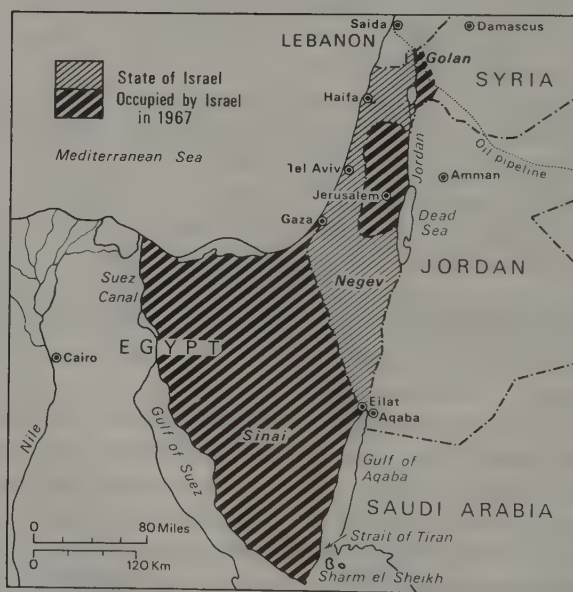 Saida
Damascus
LEBANON
Golan
SYRIA
State of Israel
Occupied by Israel
in 1967
Haifa
Mediterranean Sea
Oil pipeline
Tel Aviv
Jordan
Amman
Jerusalem
Gaza
Dead
Sea
Suez
Canal
Negev
JORDAN
EGYPT
Cairo
Eilat
Aqaba
Nile
Gulf of Suez
Sinai
Gulf of
Aqaba
SAUDI ARABIA
0 80 Miles
0 120 Km
Strait of Tiran
Sharm el Sheikh